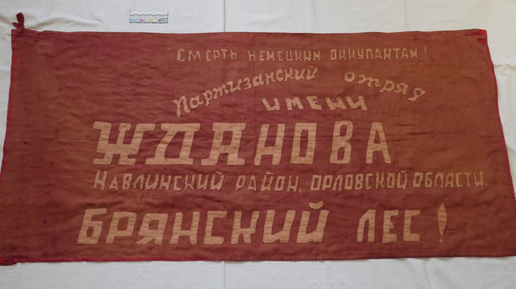 Смерть немецким оккупантам!
Партизанский отряд
имени
ЖДАНОВА
Навлинский район, Орловской области.
БРЯНСКИЙ ЛЕС!